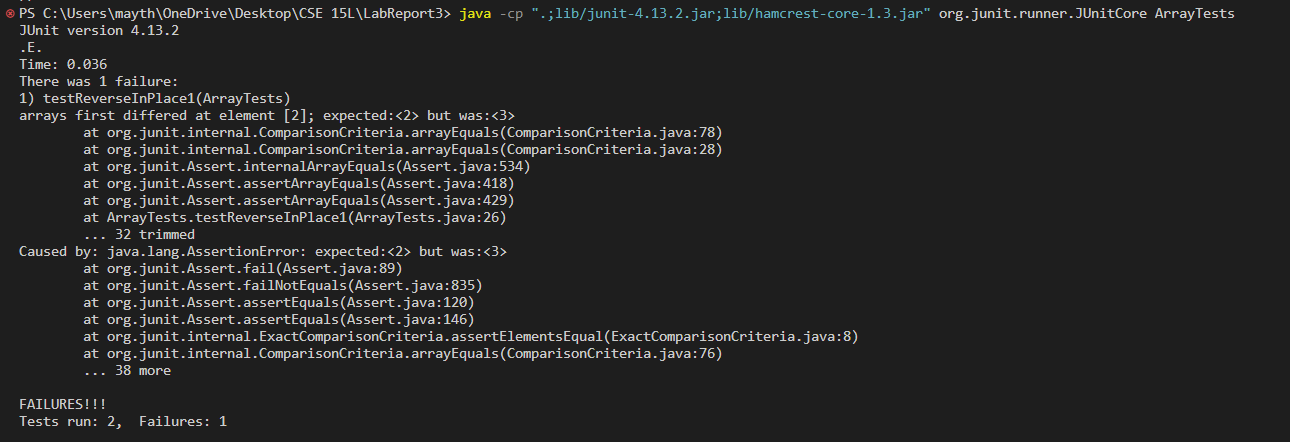 PS C:\Users\mayth\OneDrive\Desktop\CSE 15L\LabReport3> java -cp ".;lib/junit-4.13.2.jar;lib/hamcrest-core-1.3.jar" org.junit.runner.JUnitCore ArrayTests
JUnit version 4.13.2
.E.
Time: 0.036
There was 1 failure:
1) testReverseInPlace1(ArrayTests)
arrays first differed at element [2]; expected:<2> but was:<3>
        at org.junit.internal.ComparisonCriteria.arrayEquals(ComparisonCriteria.java:78)
        at org.junit.internal.ComparisonCriteria.arrayEquals(ComparisonCriteria.java:28)
        at org.junit.Assert.internalArrayEquals(Assert.java:534)
        at org.junit.Assert.assertArrayEquals(Assert.java:418)
        at org.junit.Assert.assertArrayEquals(Assert.java:429)
        at ArrayTests.testReverseInPlace1(ArrayTests.java:26)
        ... 32 trimmed
Caused by: java.lang.AssertionError: expected:<2> but was:<3>
        at org.junit.Assert.fail(Assert.java:89)
        at org.junit.Assert.failNotEquals(Assert.java:835)
        at org.junit.Assert.assertEquals(Assert.java:120)
        at org.junit.Assert.assertEquals(Assert.java:146)
        at org.junit.internal.ExactComparisonCriteria.assertElementsEqual(ExactComparisonCriteria.java:8)
        at org.junit.internal.ComparisonCriteria.arrayEquals(ComparisonCriteria.java:76)
        ... 38 more

FAILURES!!!
Tests run: 2,  Failures: 1